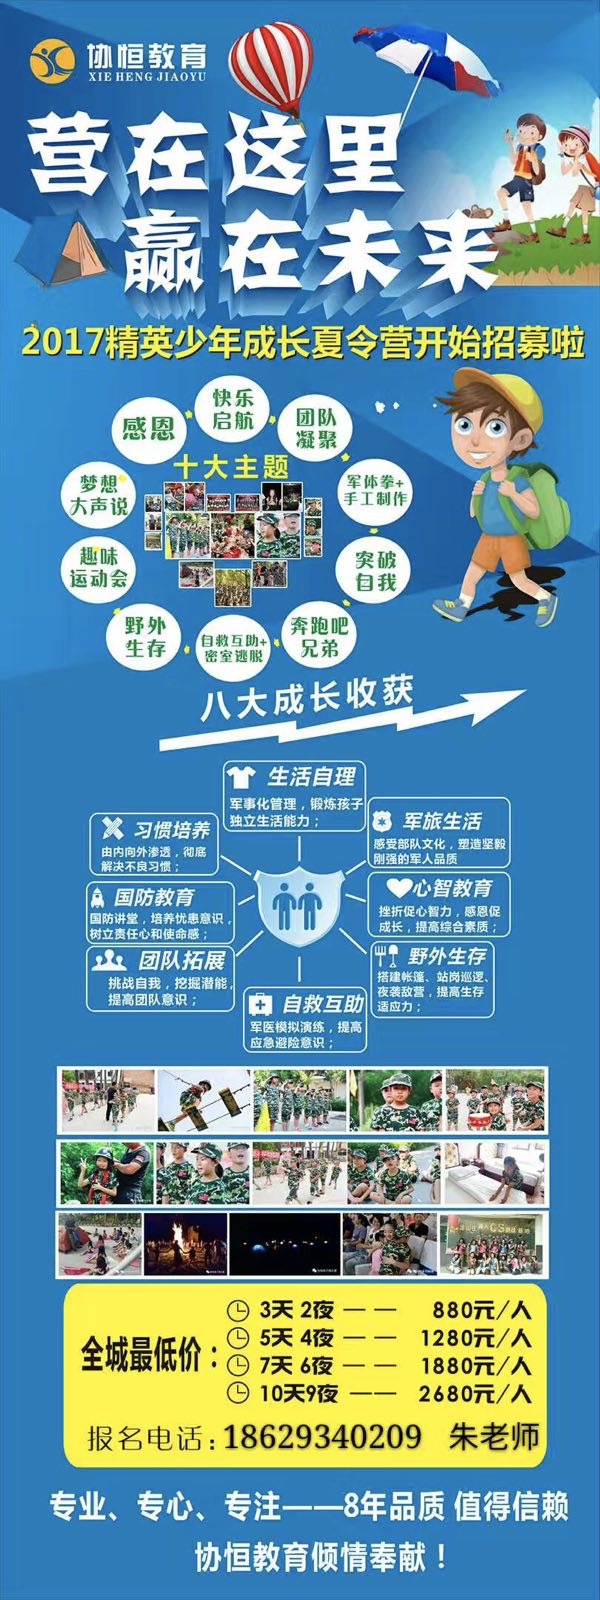 协恒教育
XIE HENG JIAOYU
营在这里
赢在未来
2017精英少年成长夏令营开始招募啦
十大主题
快乐
启航
团队
凝聚
军体拳+
手工制作
突破
自我
奔跑吧
兄弟
自救互助+
密室逃脱
野外
生存
趣味
运动会
梦想
大声说
感恩
八大成长收获
生活自理
军事化管理，锻炼孩子
独立生活能力；
习惯培养
由内向外渗透，彻底
解决不良习惯；
军旅生活
感受部队文化，塑造坚毅
刚强的军人品质
国防教育
国防讲堂，培养忧患意识，
树立责任心和使命感；
心智教育
挫折促心智力，感恩促
成长，提高综合素质；
团队拓展
挑战自我，挖掘潜能，
提高团队意识；
野外生存
搭建帐篷、站岗巡逻、
夜袭敌营，提高生存
适应力；
自救互助
军医模拟演练，提高
应急避险意识；
全城最低价：
3天 2夜 —— 880元/人
5天 4夜 —— 1280元/人
7天 6夜 —— 1880元/人
10天9夜 —— 2680元/人
报名电话：18629340209 朱老师
专业、专心、专注——8年品质 值得信赖
协恒教育倾情奉献！